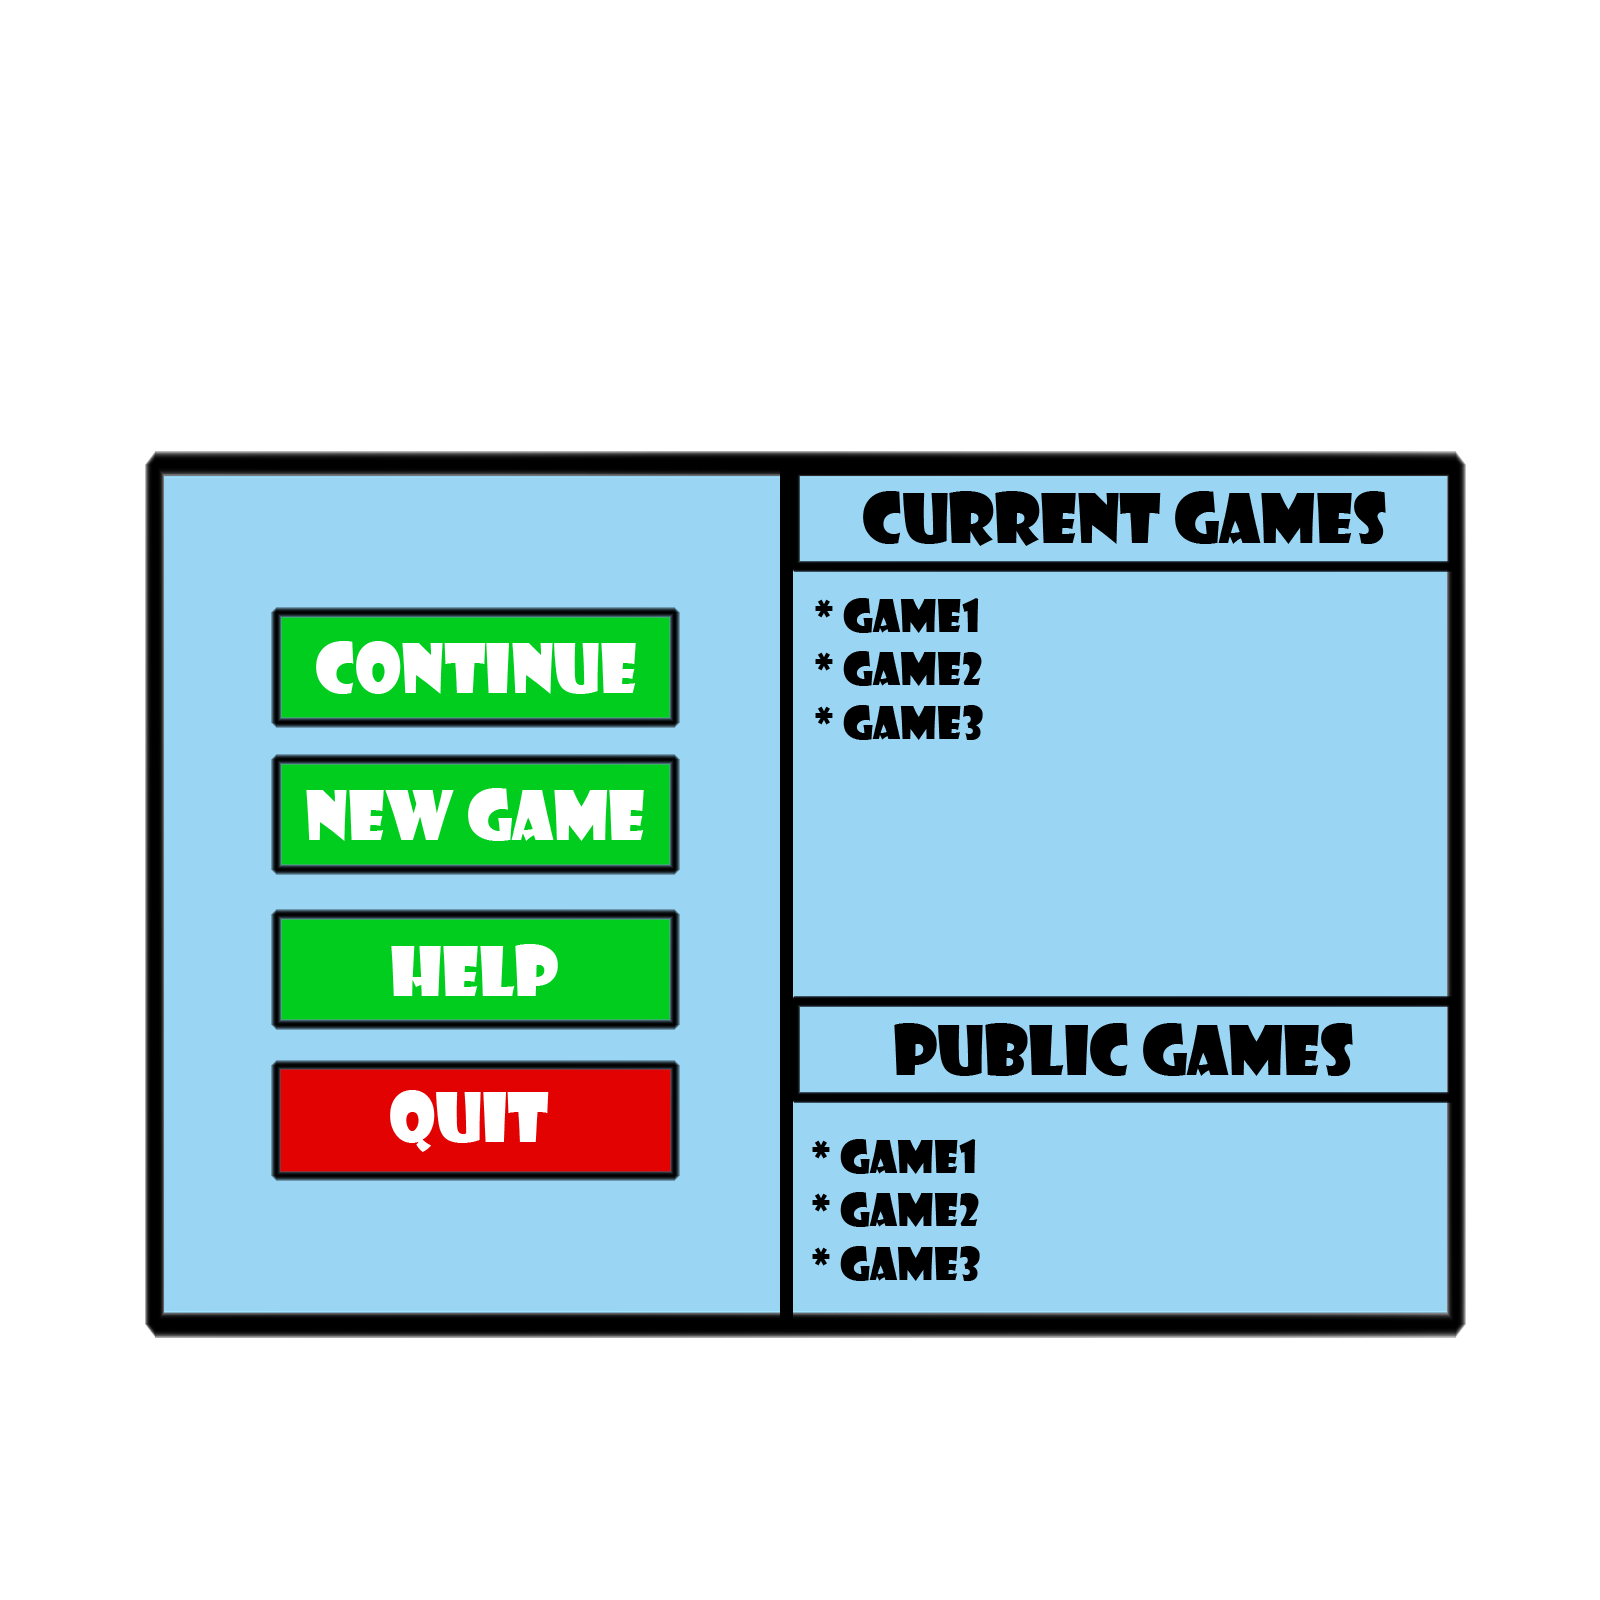 CONTINUE
NEW GAME
HELP
QUIT
CURRENT GAMES
* GAME1
* GAME2
* GAME3
PUBLIC GAMES
* GAME1
* GAME2
* GAME3